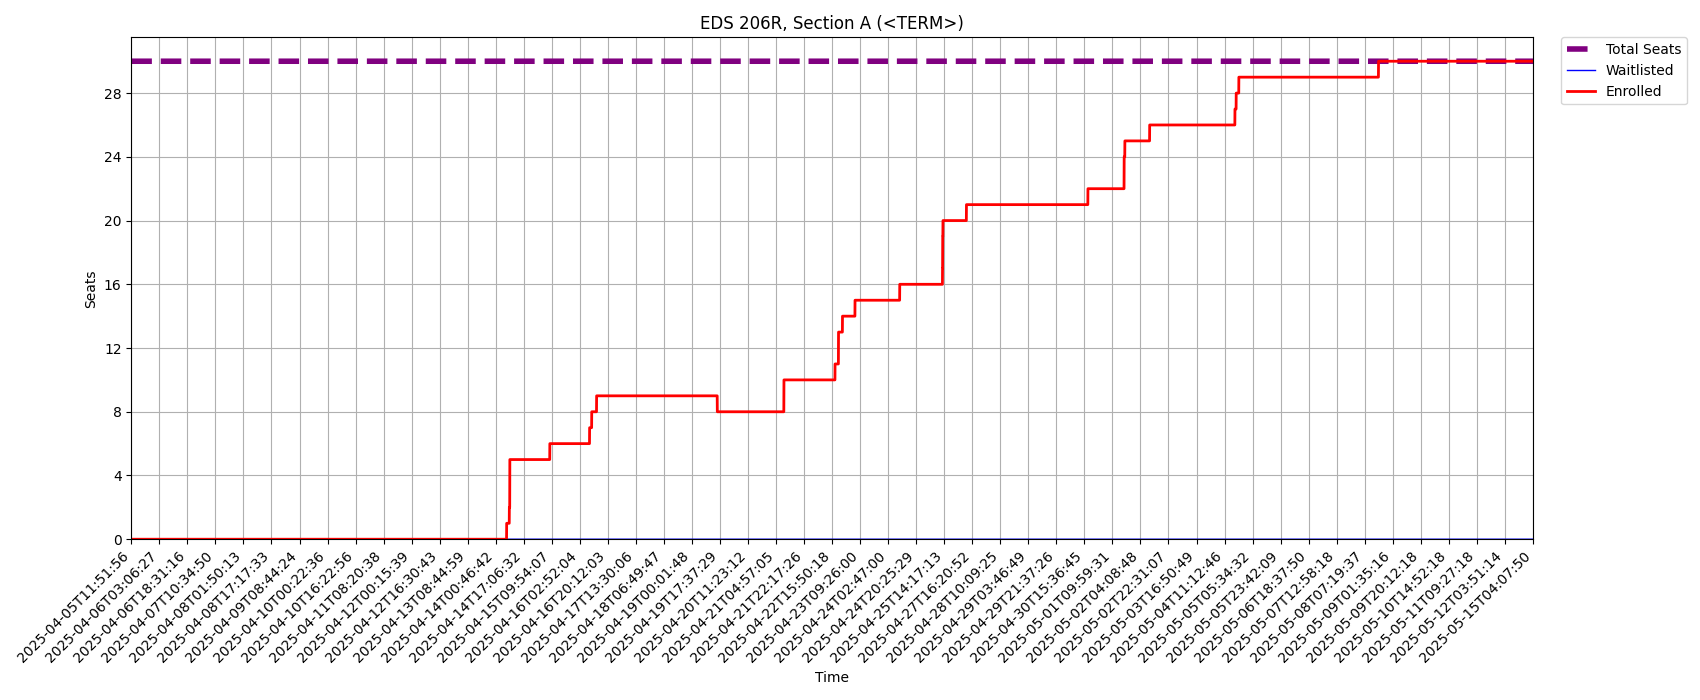 EDS 206R, Section A (<TERM>)
Total Seats
Waitlisted
Enrolled
Seats
28
24
20
16
12
8
4
0
2025-04-05T11:51:56
2025-04-06T03:06:27
2025-04-06T18:31:16
2025-04-07T10:34:50
2025-04-08T01:50:13
2025-04-08T17:17:33
2025-04-09T08:44:24
2025-04-10T00:22:36
2025-04-10T16:22:56
2025-04-11T08:20:38
2025-04-12T00:15:39
2025-04-12T16:30:43
2025-04-13T08:44:59
2025-04-14T00:46:42
2025-04-14T17:06:32
2025-04-15T09:54:07
2025-04-16T02:52:04
2025-04-16T20:12:03
2025-04-17T13:30:06
2025-04-18T06:49:47
2025-04-19T00:01:48
2025-04-19T17:37:29
2025-04-20T11:23:12
2025-04-21T04:57:05
2025-04-21T22:17:26
2025-04-22T15:50:18
2025-04-23T09:26:00
2025-04-24T02:47:00
2025-04-24T20:25:29
2025-04-25T14:17:13
2025-04-27T16:20:52
2025-04-28T10:09:25
2025-04-29T03:46:49
2025-04-29T21:37:26
2025-04-30T15:36:45
2025-05-01T09:59:31
2025-05-02T04:08:48
2025-05-02T22:31:07
2025-05-03T16:50:49
2025-05-04T11:12:46
2025-05-05T05:34:32
2025-05-05T23:42:09
2025-05-06T18:37:50
2025-05-07T12:58:18
2025-05-08T07:19:37
2025-05-09T01:35:16
2025-05-09T20:12:18
2025-05-10T14:52:18
2025-05-11T09:27:18
2025-05-12T03:51:14
2025-05-15T04:07:50
Time